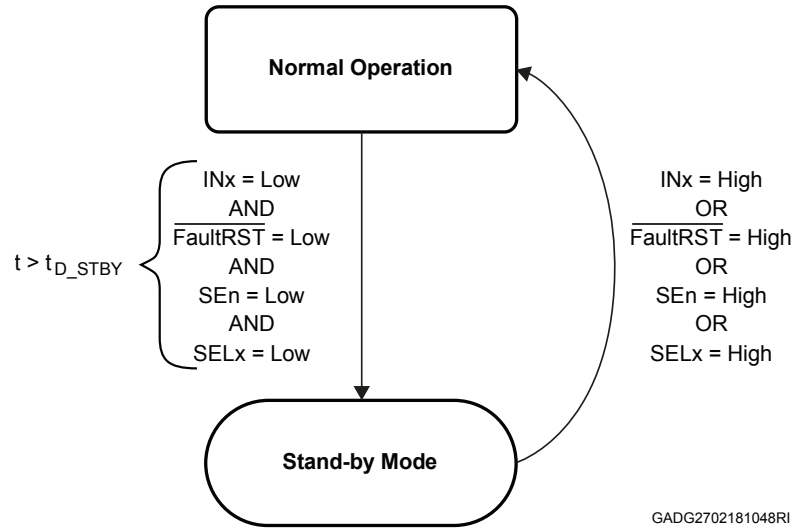 Normal Operation
t > tD_STBY
INx = Low
AND
FaultRST = Low
AND
SEn = Low
AND
SELx = Low
INx = High
OR
FaultRST = High
OR
SEn = High
OR
SELx = High
Stand-by Mode
GADG2702181048RI